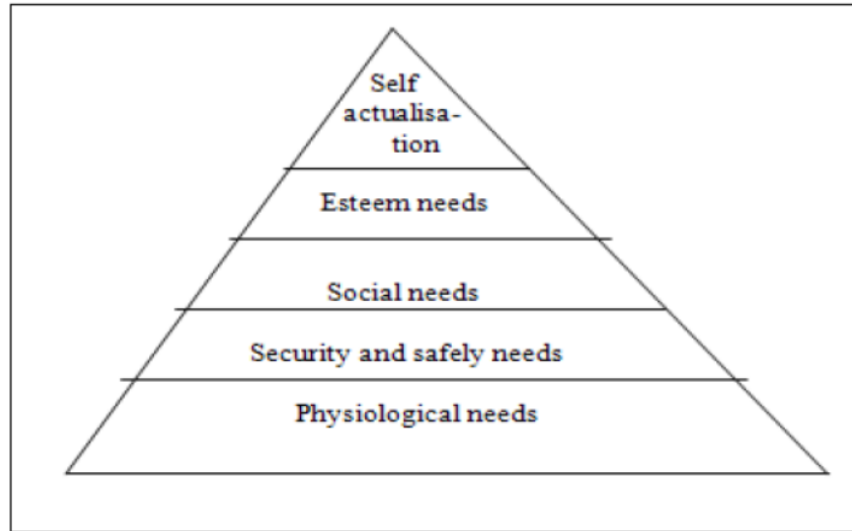 Self
actualisa-
tion
Esteem needs
Social needs
Security and safely needs
Physiological needs